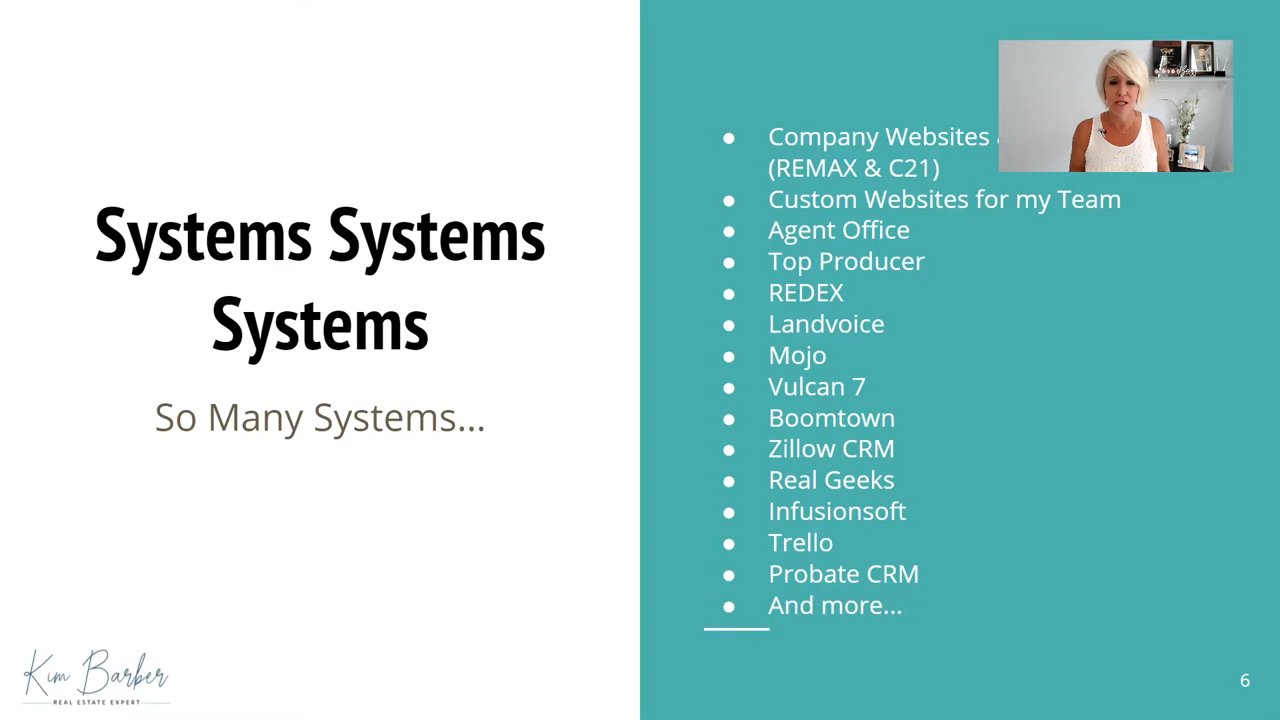 Systems Systems
Systems
So Many Systems...
● Company Websites
(REMAX & C21)
● Custom Websites for my Team
● Agent Office
● Top Producer
● REDEX
● Landvoice
● Mojo
● Vulcan 7
● Boomtown
● Zillow CRM
● Real Geeks
● Infusionsoft
● Trello
● Probate CRM
● And more...
Kim Barber
REAL ESTATE EXPERT
6